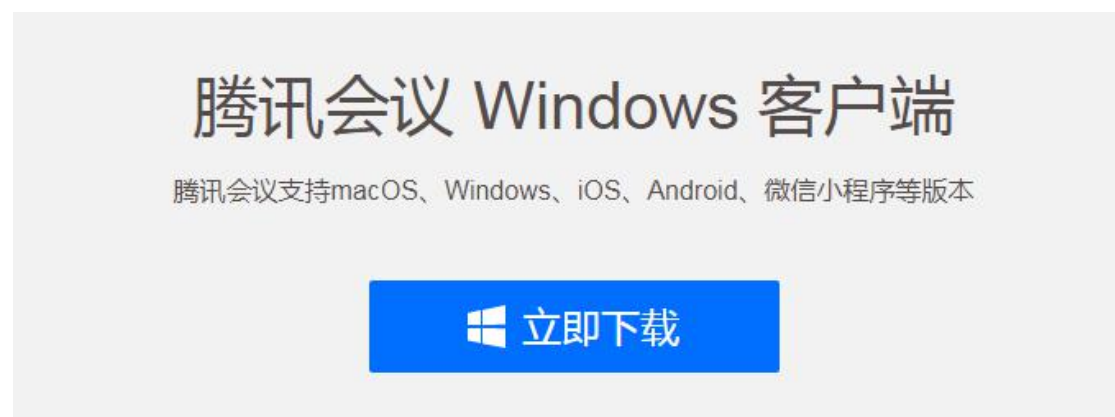 腾讯会议 Windows 客户端
腾讯会议支持macOS、Windows、iOS、Android、微信小程序等版本
立即下载